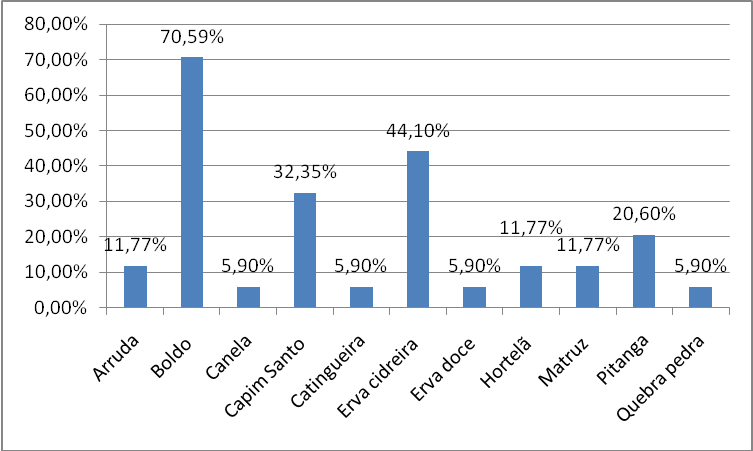 80,00%
70,00%
60,00%
50,00%
40,00%
30,00%
20,00%
10,00%
0,00%
11,77%
70,59%
5,90%
32,35%
5,90%
44,10%
5,90%
11,77%
11,77%
20,60%
5,90%
Arruda
Boldo
Canela
Capim Santo
Catingueira
Erva cidreira
Erva doce
Hortelã
Matruz
Pitanga
Quebra pedra